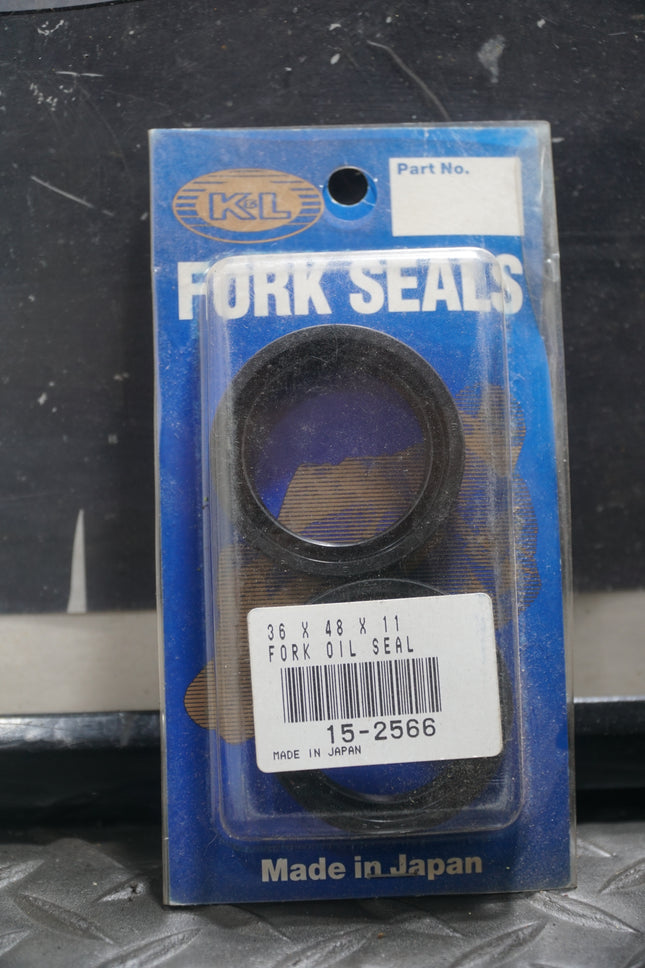 K&L
Part No.
FORK SEALS
36 X 48 X 11
FORK OIL SEAL
15-2566
MADE IN JAPAN
Made in Japan